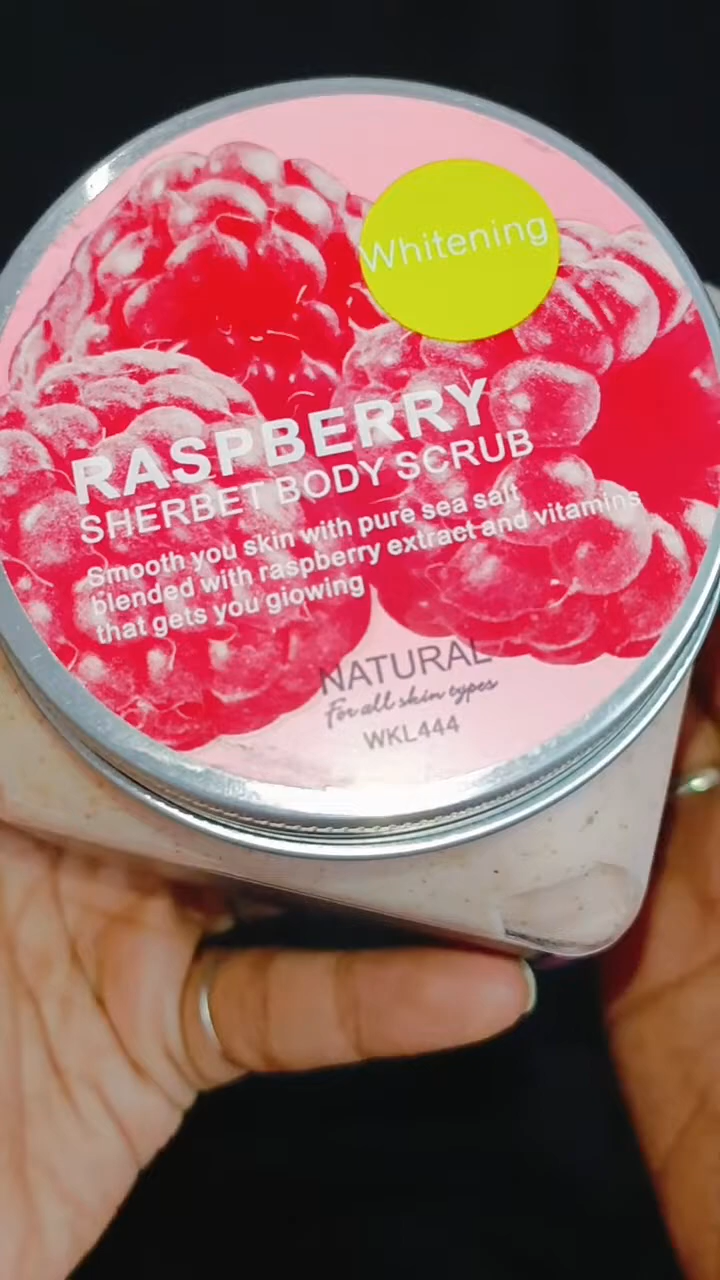 Whitening
RASPBERRY
SHERBET BODY SCRUB
Smooth you skin with pure sea salt
blended with raspberry extract and vitamins
that gets you giowing
NATURAL
For all skin types
WKL444